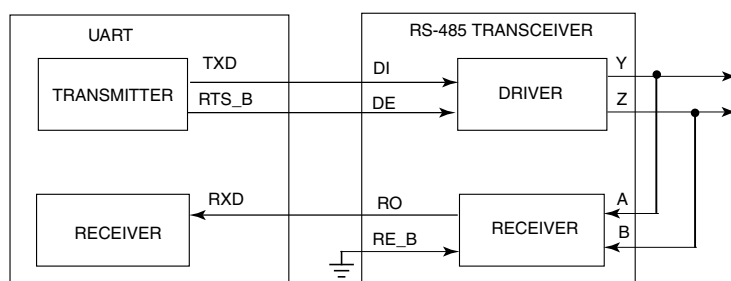 UART
RS-485 TRANSCEIVER
TRANSMITTER
TXD
DI
DRIVER
Y
RTS_B
DE
Z
RECEIVER
RXD
RO
RECEIVER
A
RE_B
B